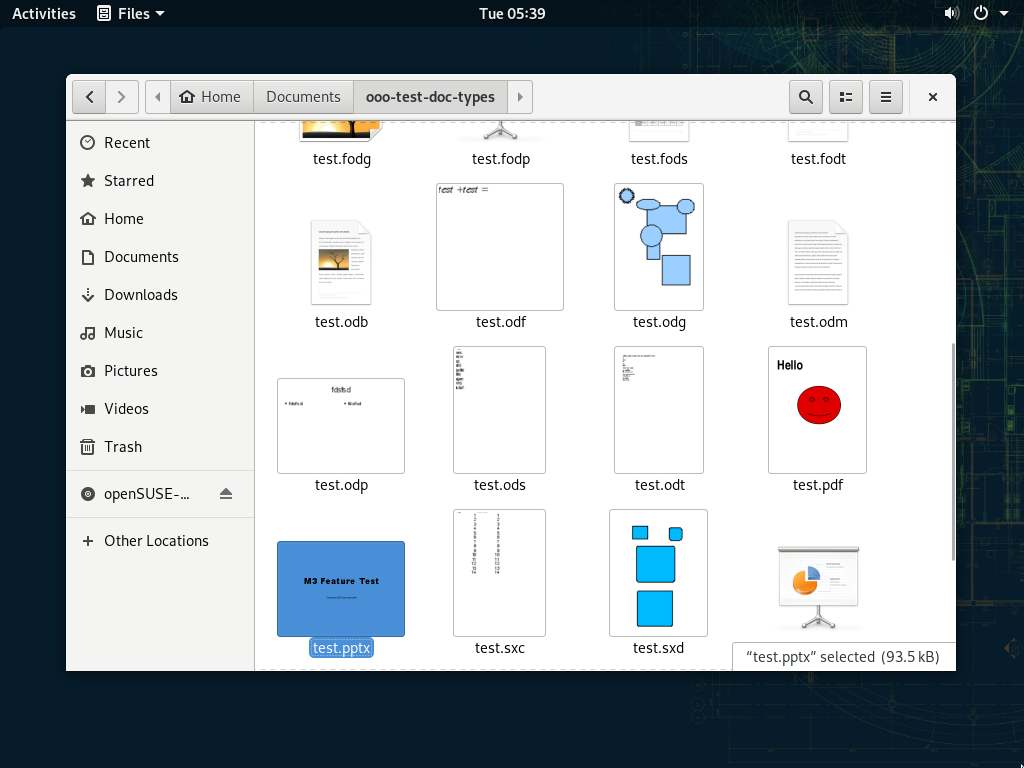 Activities Files Tue 05:39
Home Documents ooo-test-doc-types
Recent
Starred
Home
Documents
Downloads
Music
Pictures
Videos
Trash
openSUSE-...
Other Locations
test.fodg test.fodp test.fods test.fodt
test +test =
test.odb test.odf test.odg test.odm
fdsfsd
Hello
test.odp test.ods test.odt test.pdf
M3 Feature Test
test.pptx test.sxc test.sxd
“test.pptx” selected (93.5 kB)